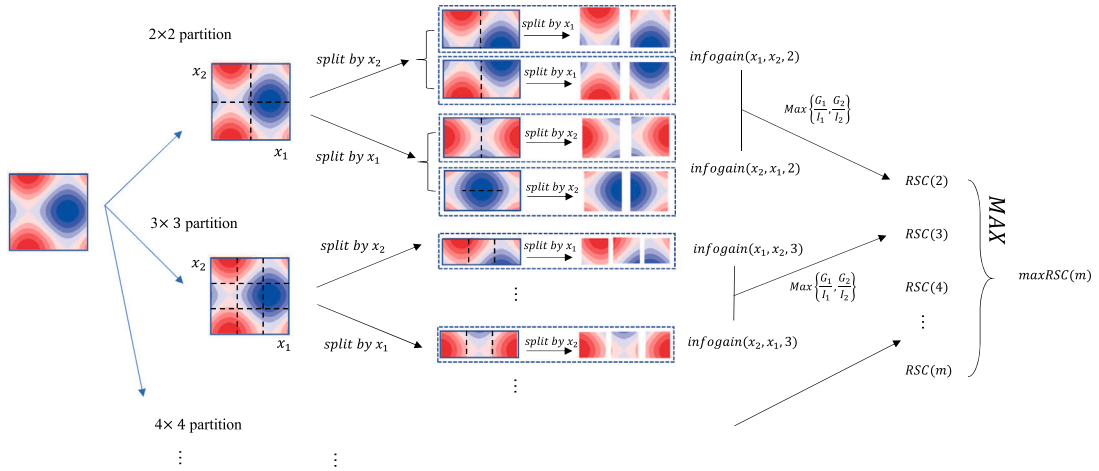 2×2 partition
x₂
x₁
split by x₂
split by x₁
split by x₁
split by x₁
split by x₂
split by x₂
infogain(x₁, x₂, 2)
Max{G₁/I₁, G₂/I₂}
infogain(x₂, x₁, 2)
3× 3 partition
x₂
x₁
split by x₂
split by x₁
split by x₁
⋮
split by x₂
⋮
infogain(x₁, x₂, 3)
Max{G₁/I₁, G₂/I₂}
infogain(x₂, x₁, 3)
4× 4 partition
⋮
⋮
RSC(2)
RSC(3)
RSC(4)
⋮
RSC(m)
MAX
maxRSC(m)